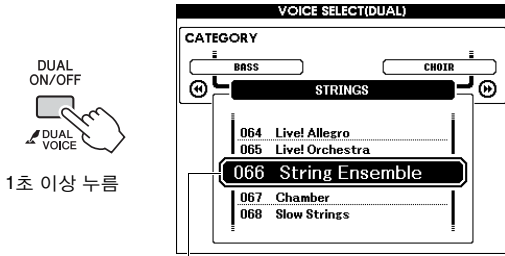 VOICE SELECT(DUAL)
CATEGORY
BASS
CHOIR
STRINGS
064 Live! Allegro
065 Live! Orchestra
066 String Ensemble
067 Chamber
068 Slow Strings
DUAL
ON/OFF
DUAL
VOICE
1초 이상 누름